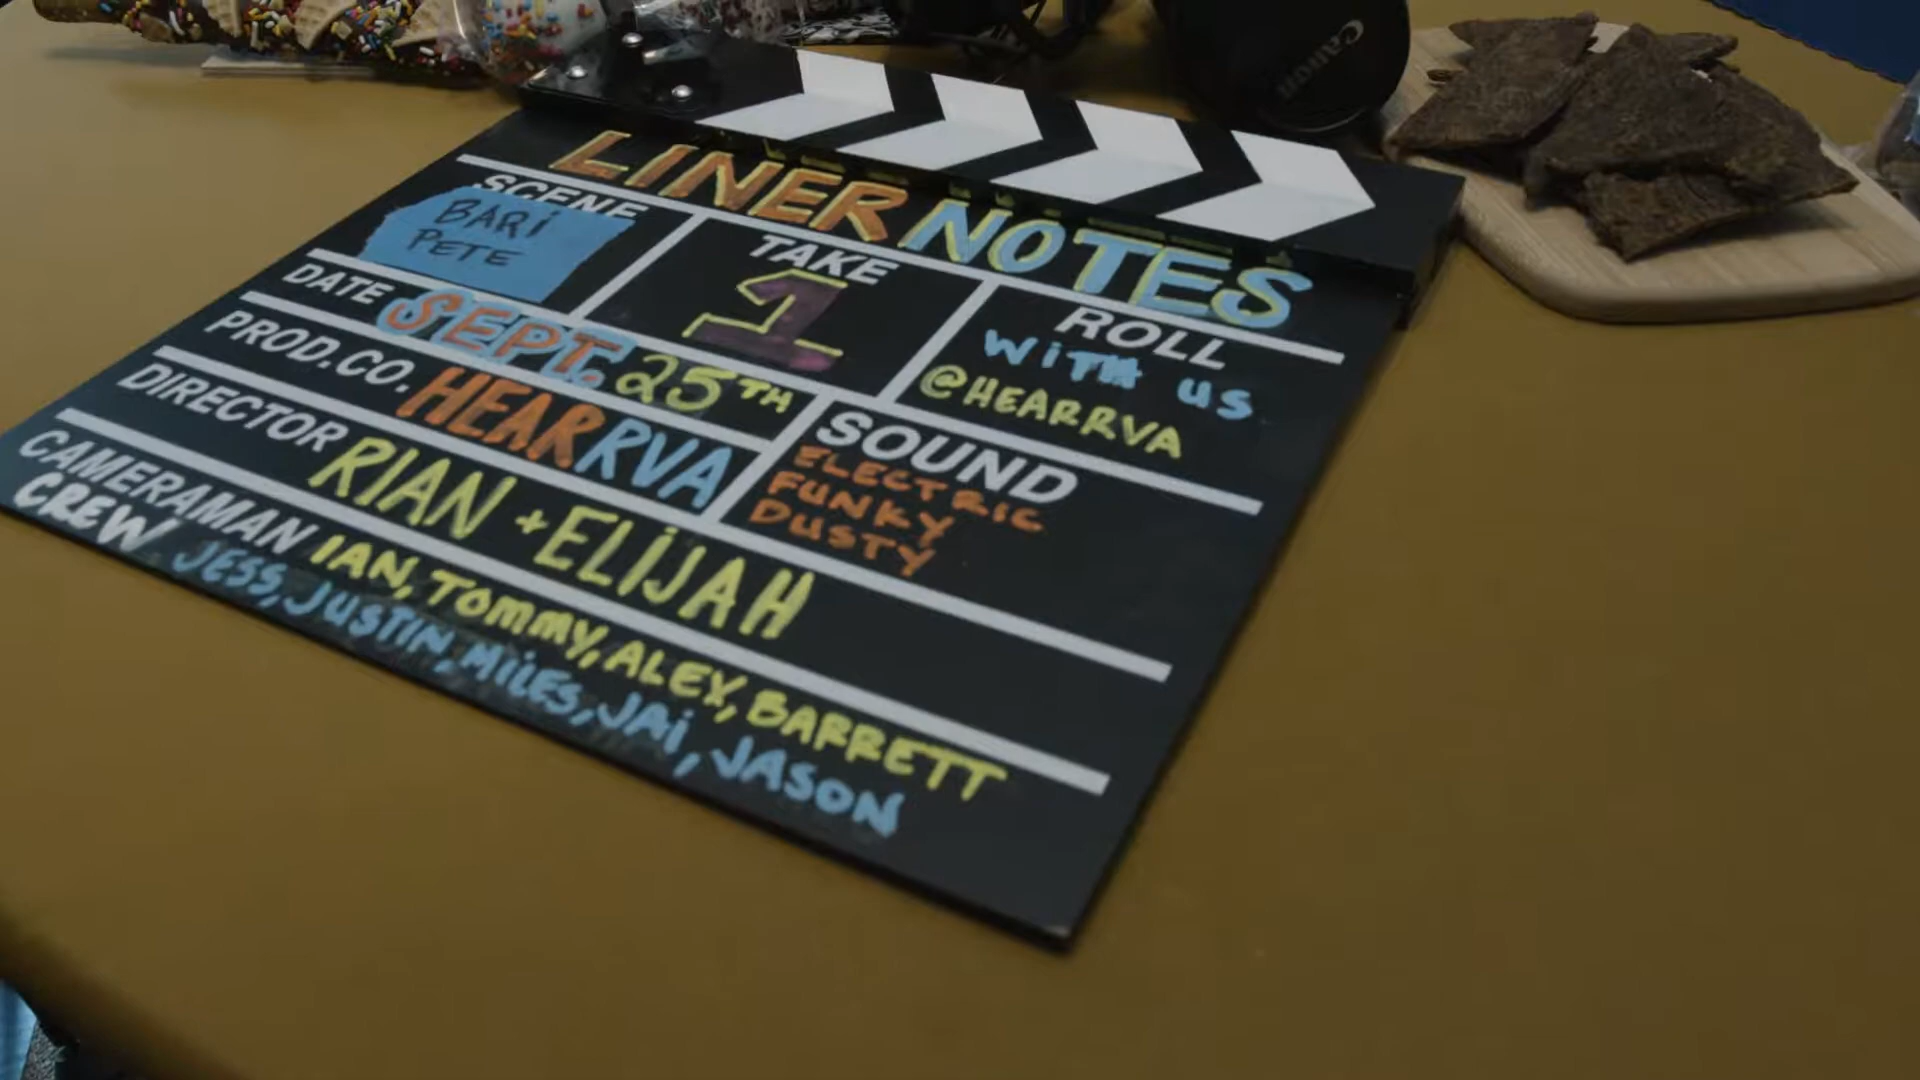 Canon
LINER NOTES
SCENE
BARI
PETE
TAKE
1
ROLL
WITH US
@HEARRVA
DATE SEPT. 25TH
PROD.CO. HEARRVA
SOUND
ELECTRIC
FUNKY
DUSTY
DIRECTOR RIAN + ELIJAH
CAMERAMAN IAN, TOMMY, ALEX, BARRETT
CREW JESS, JUSTIN, MILES, JAI, JASON